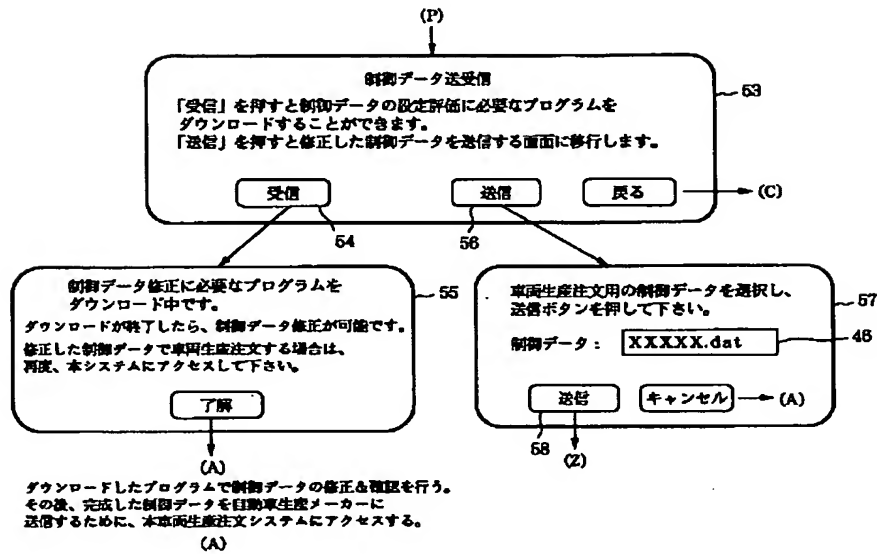 (P)
制御データ送受信
「受信」を押すと制御データの設定評価に必要なプログラムを
ダウンロードすることができます。
「送信」を押すと修正した制御データを送信する画面に移行します。
受信
送信
戻る
(C)
53
54
56
制御データ修正に必要なプログラムを
ダウンロード中です。
ダウンロードが終了したら、制御データ修正が可能です。
修正した制御データで車両生産注文する場合は、
再度、本システムにアクセスして下さい。
了解
55
(A)
ダウンロードしたプログラムで制御データの修正&確認を行う。
その後、完成した制御データを自動車生産メーカーに
送信するために、本車両生産注文システムにアクセスする。
(A)
車両生産注文用の制御データを選択し、
送信ボタンを押して下さい。
制御データ： XXXXX.dat
46
57
送信
キャンセル
(A)
58
(Z)